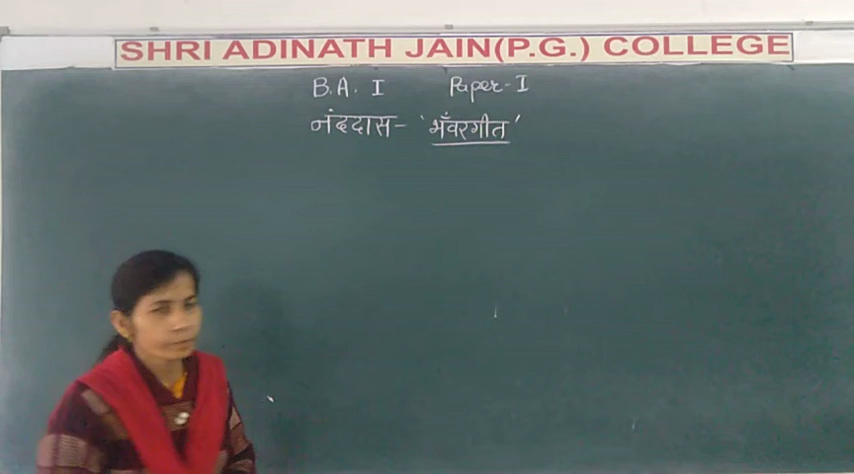 SHRI ADINATH JAIN(P.G.) COLLEGE
B.A. I Paper-I
नंददास- 'भँवरगीत'